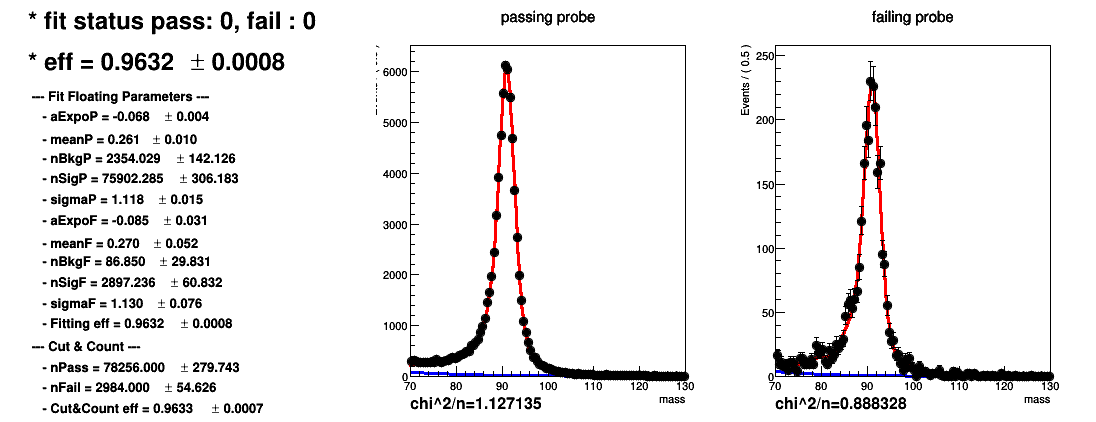 * fit status pass: 0, fail : 0
* eff = 0.9632 ± 0.0008
--- Fit Floating Parameters ---
- aExpoP = -0.068 ± 0.004
- meanP = 0.261 ± 0.010
- nBkgP = 2354.029 ± 142.126
- nSigP = 75902.285 ± 306.183
- sigmaP = 1.118 ± 0.015
- aExpoF = -0.085 ± 0.031
- meanF = 0.270 ± 0.052
- nBkgF = 86.850 ± 29.831
- nSigF = 2897.236 ± 60.832
- sigmaF = 1.130 ± 0.076
- Fitting eff = 0.9632 ± 0.0008
--- Cut & Count ---
- nPass = 78256.000 ± 279.743
- nFail = 2984.000 ± 54.626
- Cut&Count eff = 0.9633 ± 0.0007
passing probe
6000
5000
4000
3000
2000
1000
0
70 80 90 100 110 120 130
mass
chi^2/n=1.127135
failing probe
Events / ( 0.5 )
250
200
150
100
50
0
70 80 90 100 110 120 130
mass
chi^2/n=0.888328